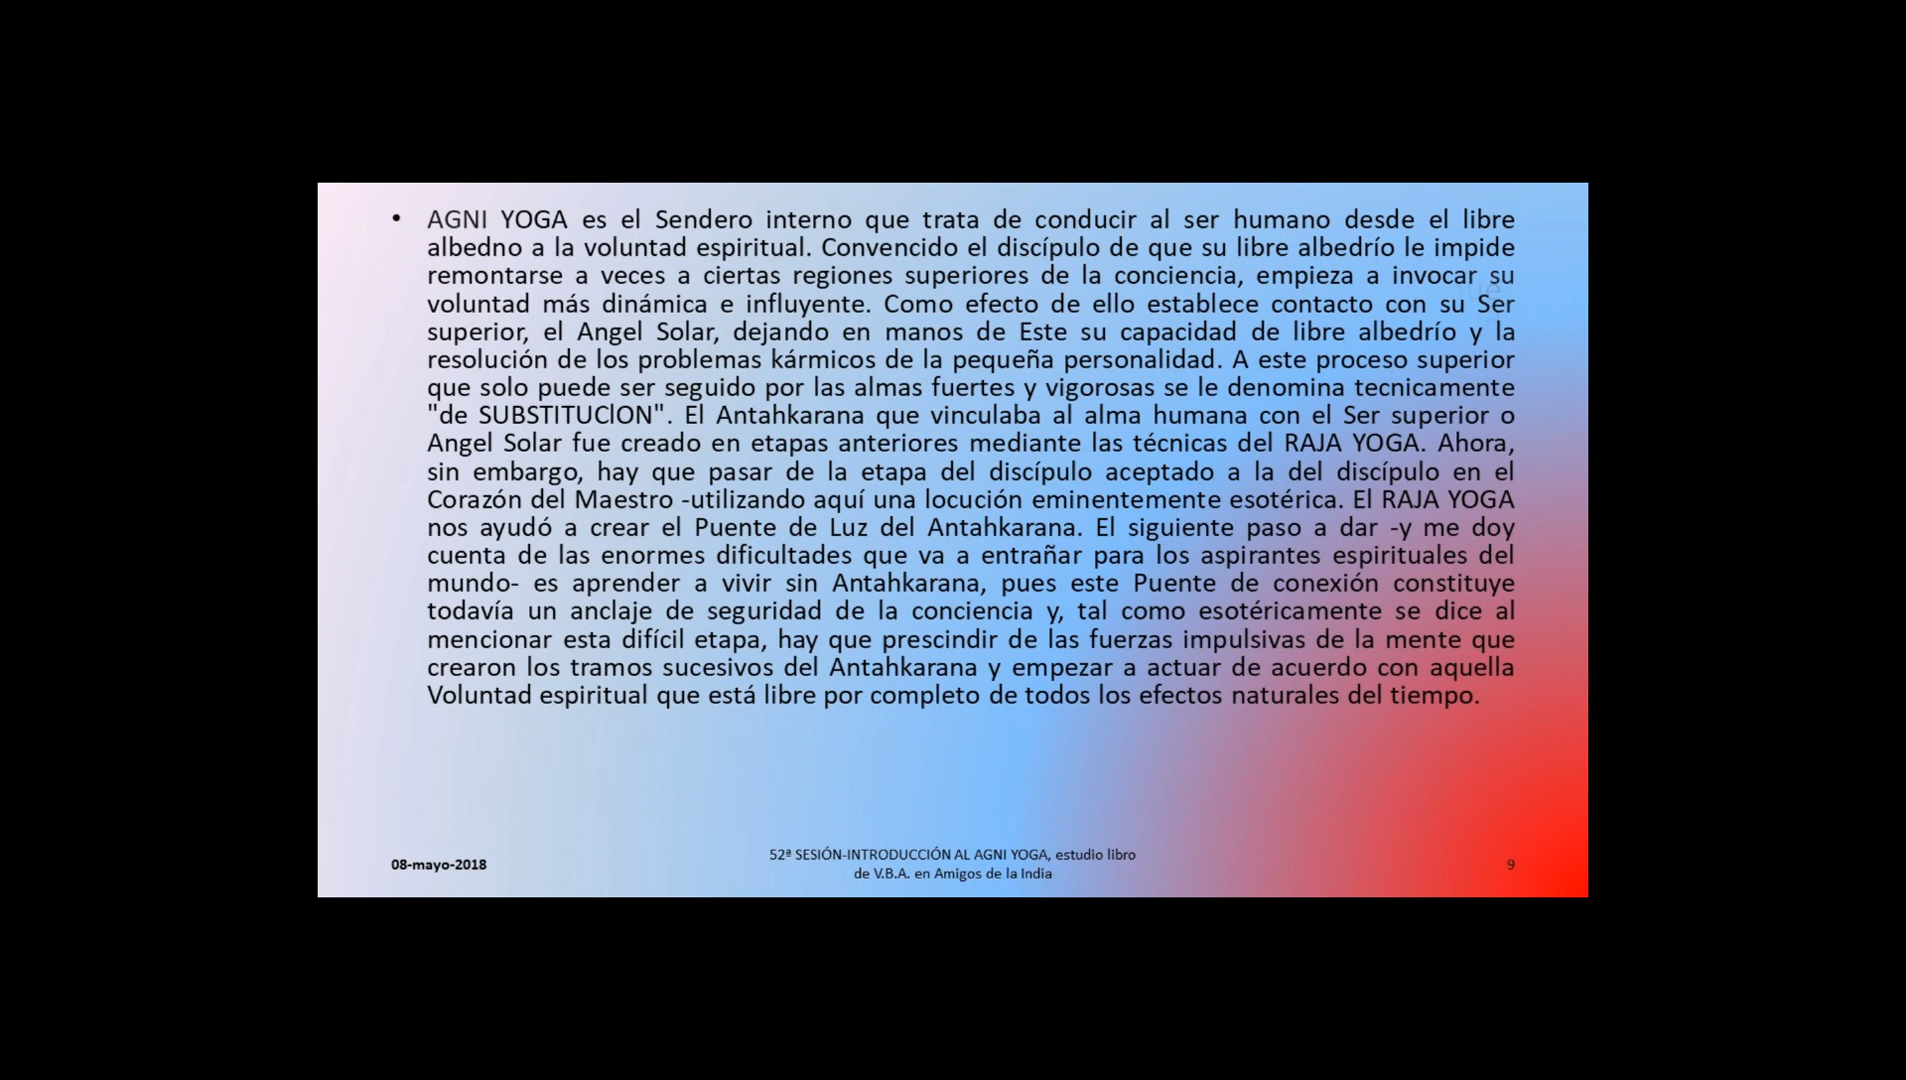 • AGNI YOGA es el Sendero interno que trata de conducir al ser humano desde el libre
albedno a la voluntad espiritual. Convencido el discípulo de que su libre albedrío le impide
remontarse a veces a ciertas regiones superiores de la conciencia, empieza a invocar su
voluntad más dinámica e influyente. Como efecto de ello establece contacto con su Ser
superior, el Angel Solar, dejando en manos de Este su capacidad de libre albedrío y la
resolución de los problemas kármicos de la pequeña personalidad. A este proceso superior
que solo puede ser seguido por las almas fuertes y vigorosas se le denomina tecnicamente
"de SUBSTITUClON". El Antahkarana que vinculaba al alma humana con el Ser superior o
Angel Solar fue creado en etapas anteriores mediante las técnicas del RAJA YOGA. Ahora,
sin embargo, hay que pasar de la etapa del discípulo aceptado a la del discípulo en el
Corazón del Maestro -utilizando aquí una locución eminentemente esotérica. El RAJA YOGA
nos ayudó a crear el Puente de Luz del Antahkarana. El siguiente paso a dar -y me doy
cuenta de las enormes dificultades que va a entrañar para los aspirantes espirituales del
mundo- es aprender a vivir sin Antahkarana, pues este Puente de conexión constituye
todavía un anclaje de seguridad de la conciencia y, tal como esotéricamente se dice al
mencionar esta difícil etapa, hay que prescindir de las fuerzas impulsivas de la mente que
crearon los tramos sucesivos del Antahkarana y empezar a actuar de acuerdo con aquella
Voluntad espiritual que está libre por completo de todos los efectos naturales del tiempo.
08-mayo-2018
52ª SESIÓN-INTRODUCCIÓN AL AGNI YOGA, estudio libro
de V.B.A. en Amigos de la India
9